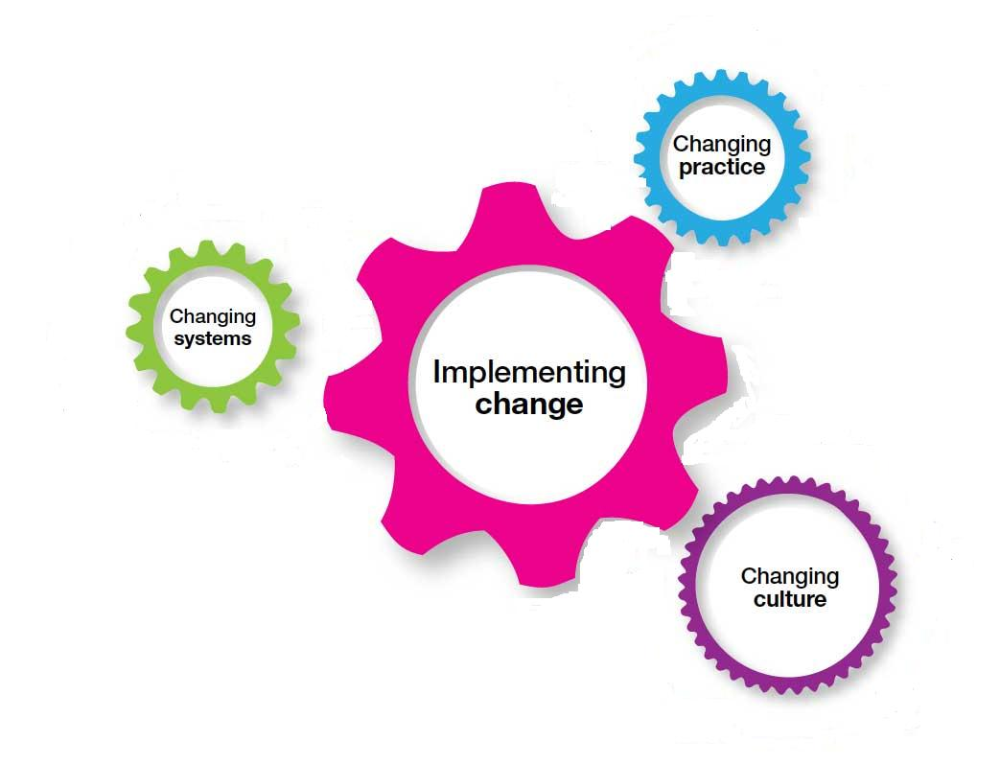 Changing
practice
Changing
systems
Implementing
change
Changing
culture